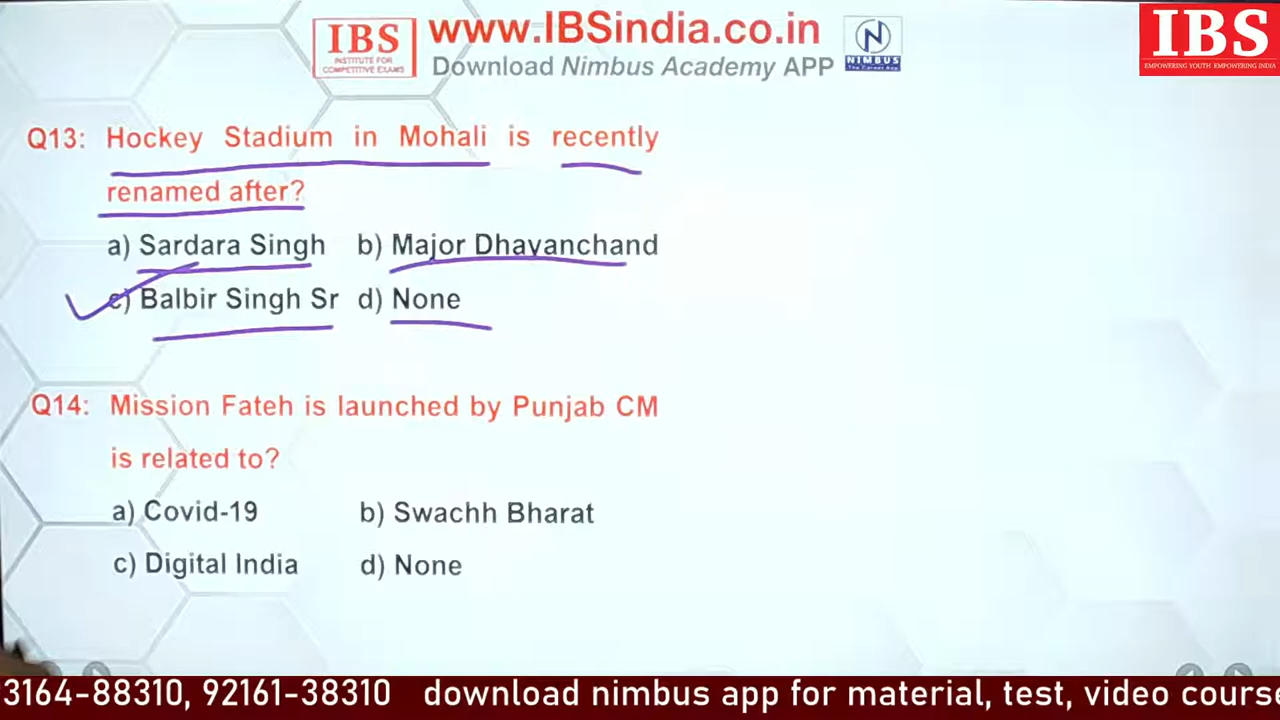 IBS
INSTITUTE FOR
COMPETITIVE EXAMS
www.IBSindia.co.in
Download Nimbus Academy APP
N
NIMBUS
The Career App
IBS
EMPOWERING YOUTH EMPOWERING INDIA
Q13: Hockey Stadium in Mohali is recently
renamed after?
a) Sardara Singh b) Major Dhayanchand
c) Balbir Singh Sr d) None
Q14: Mission Fateh is launched by Punjab CM
is related to?
a) Covid-19 b) Swachh Bharat
c) Digital India d) None
3164-88310, 92161-38310 download nimbus app for material, test, video course